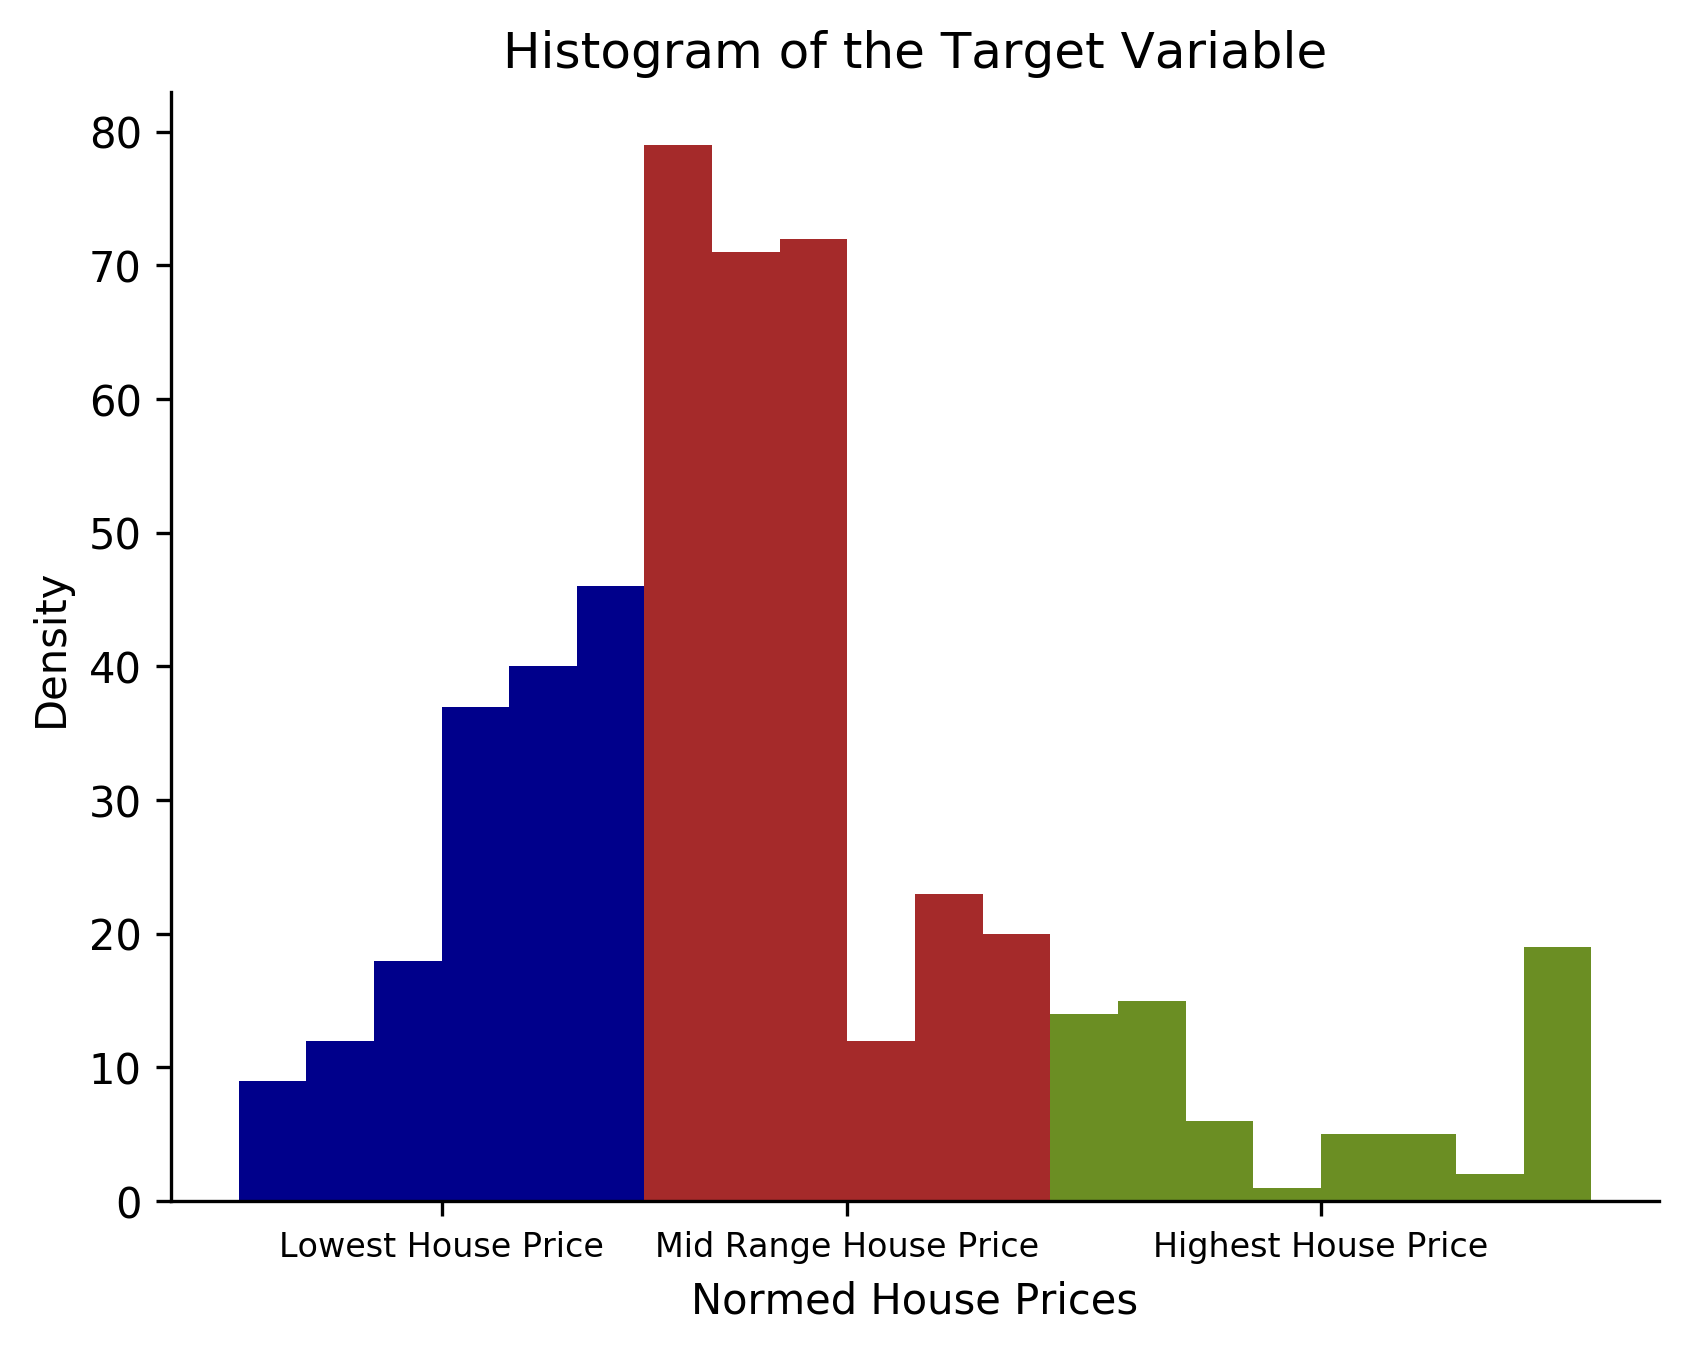 Histogram of the Target Variable
80
70
60
50
40
30
20
10
0
Density
Lowest House Price Mid Range House Price Highest House Price
Normed House Prices